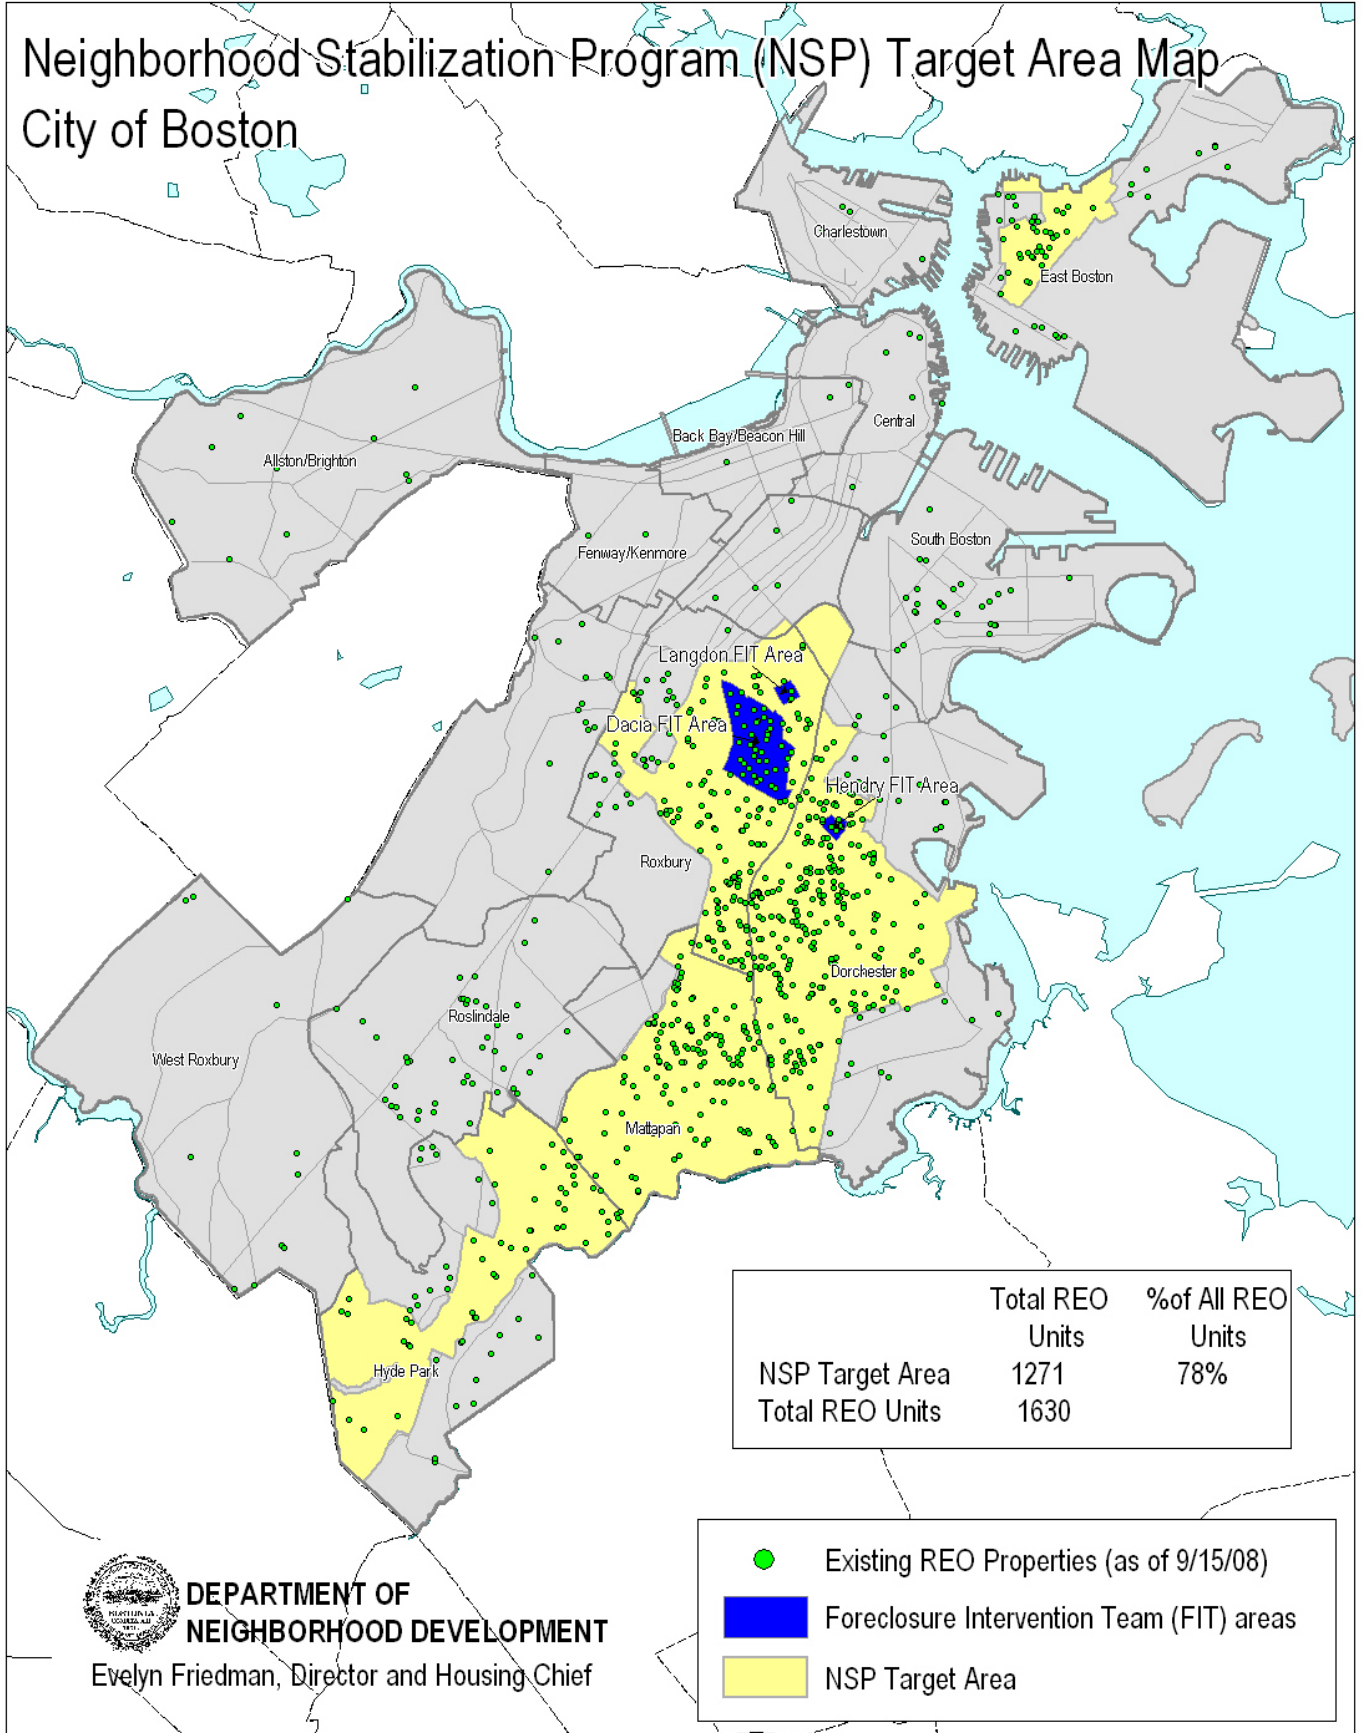 Neighborhood Stabilization Program (NSP) Target Area Map
City of Boston
Charlestown
East Boston
Central
Back Bay/Beacon Hill
Allston/Brighton
South Boston
Fenway/Kenmore
Langdon FIT Area
Dacia FIT Area
Hendry FIT Area
Roxbury
Dorchester
Roslindale
West Roxbury
Mattapan
Hyde Park
Total REO %of All REO
Units Units
NSP Target Area 1271 78%
Total REO Units 1630
Existing REO Properties (as of 9/15/08)
Foreclosure Intervention Team (FIT) areas
NSP Target Area
DEPARTMENT OF
NEIGHBORHOOD DEVELOPMENT
Evelyn Friedman, Director and Housing Chief